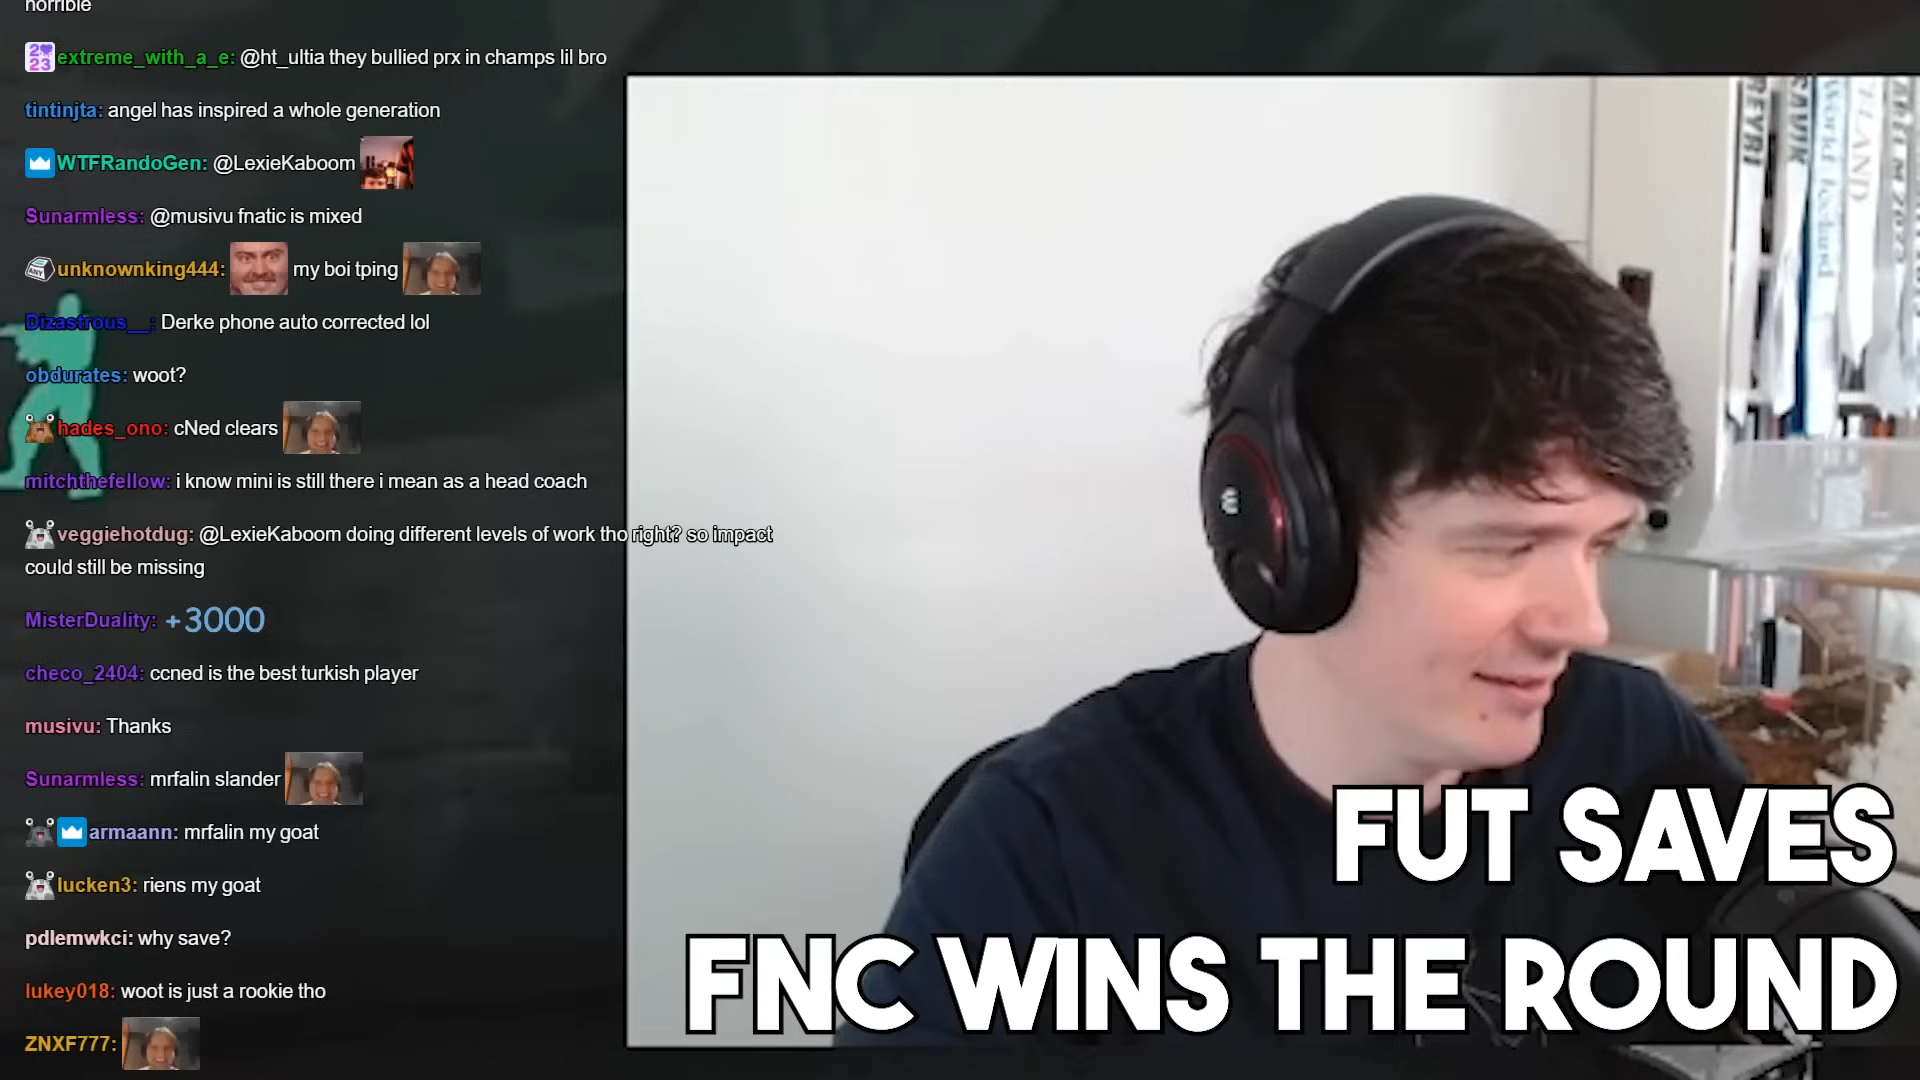 horrible
extreme_with_a_e: @ht_ultia they bullied prx in champs lil bro
tintinjta: angel has inspired a whole generation
WTFRandoGen: @LexieKaboom
Sunarmless: @musivu fnatic is mixed
unknownking444: my boi tping
Dizastrous__: Derke phone auto corrected lol
obdurates: woot?
hades_ono: cNed clears
mitchthefellow: i know mini is still there i mean as a head coach
veggiehotdug: @LexieKaboom doing different levels of work tho right? so impact
could still be missing
MisterDuality: +3000
checo_2404: ccned is the best turkish player
musivu: Thanks
Sunarmless: mrfalin slander
armaann: mrfalin my goat
lucken3: riens my goat
pdlemwkci: why save?
lukey018: woot is just a rookie tho
ZNXF777:
FUT SAVES
FNC WINS THE ROUND